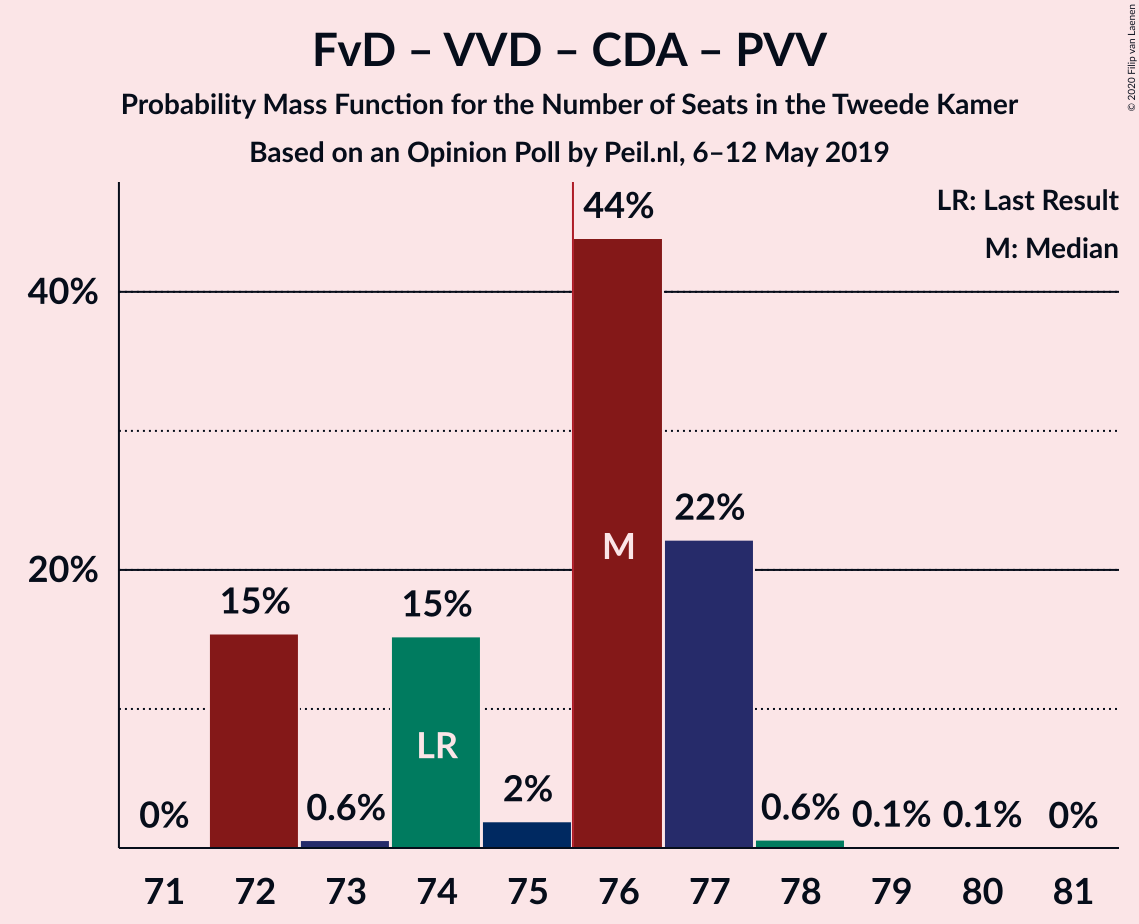 FvD – VVD – CDA – PVV
Probability Mass Function for the Number of Seats in the Tweede Kamer
Based on an Opinion Poll by Peil.nl, 6–12 May 2019
© 2020 Filip van Laenen
LR: Last Result
M: Median
44%
40%
22%
M
20%
15%
15%
LR
2%
0%
0.6%
0.6%
0.1%
0.1%
0%
71 72 73 74 75 76 77 78 79 80 81